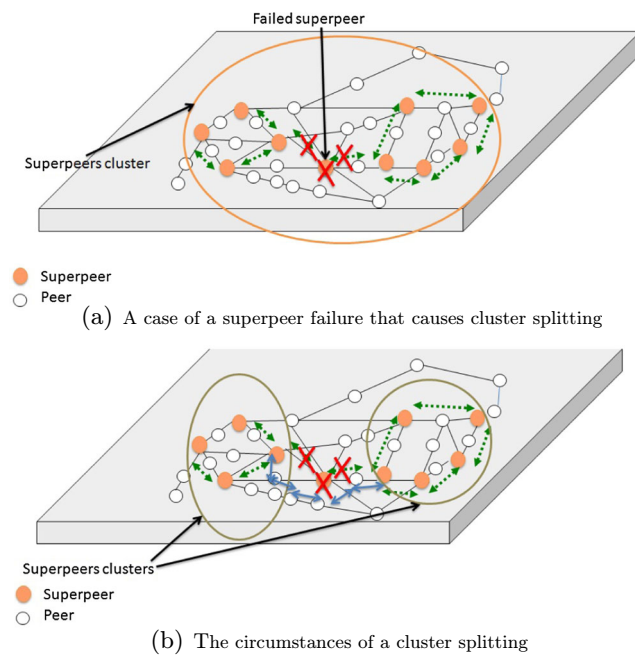 Failed superpeer
Superpeers cluster
Superpeer
Peer
(a) A case of a superpeer failure that causes cluster splitting
Superpeers clusters
Superpeer
Peer
(b) The circumstances of a cluster splitting